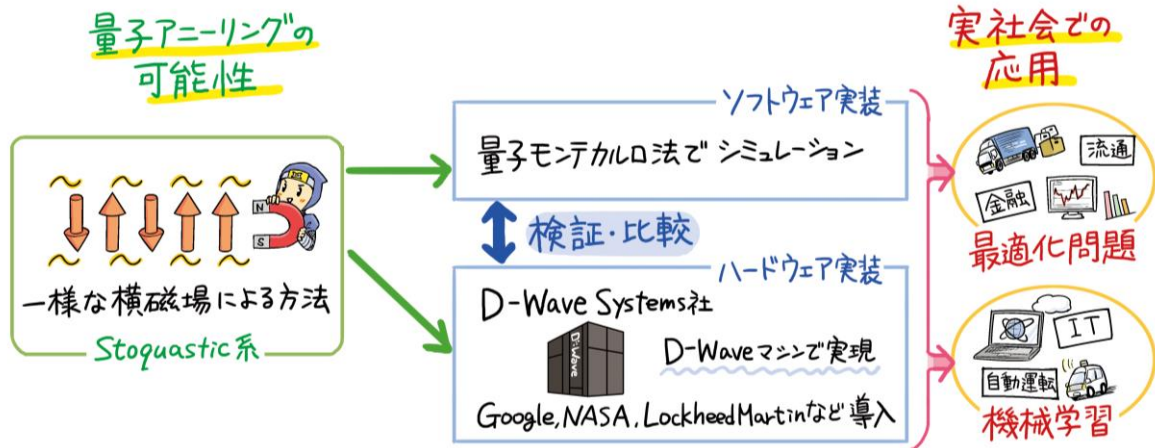 量子アニーリングの
可能性
N
S
一様な横磁場による方法
Stoquastic系
ソフトウェア実装
量子モンテカルロ法で シミュレーション
検証・比較
ハードウェア実装
D-Wave Systems社
D-Wave
D-Waveマシンで実現
Google, NASA, LockheedMartinなど導入
実社会での
応用
流通
金融
最適化問題
IT
自動運転
機械学習